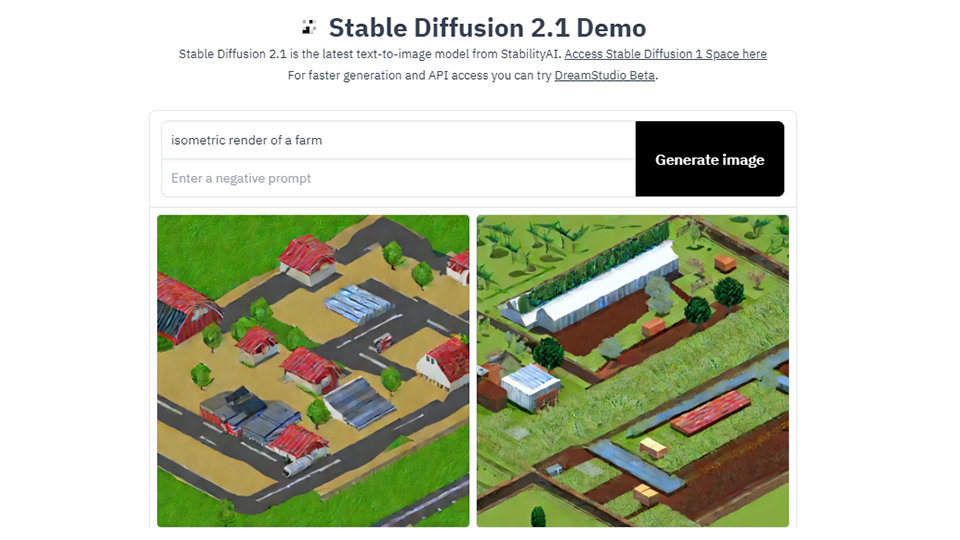 Stable Diffusion 2.1 Demo
Stable Diffusion 2.1 is the latest text-to-image model from StabilityAI. Access Stable Diffusion 1 Space here
For faster generation and API access you can try DreamStudio Beta.
isometric render of a farm
Enter a negative prompt
Generate image